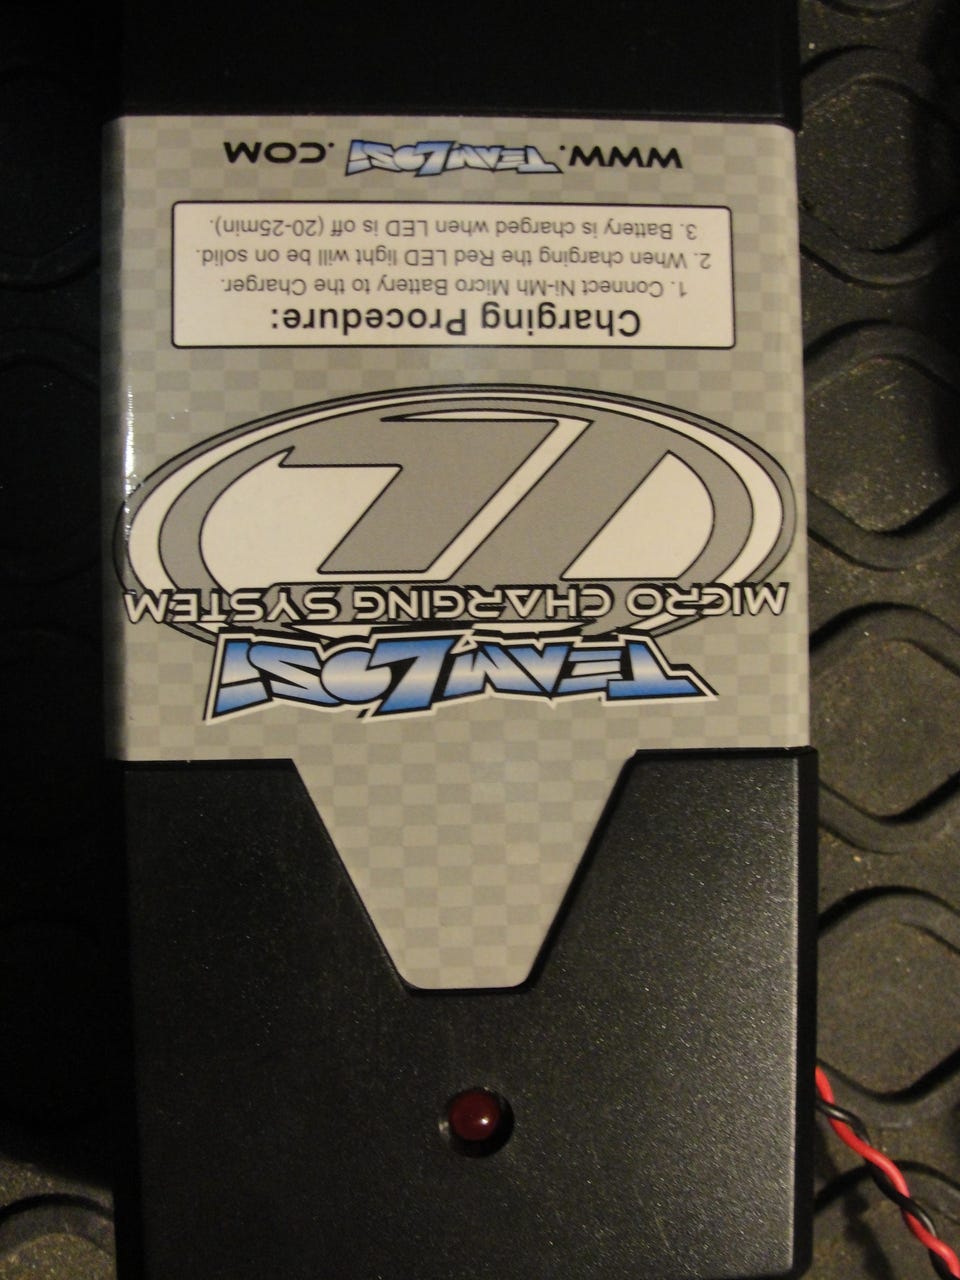 TEAM LOSI
MICRO CHARGING SYSTEM
Charging Procedure:
1. Connect Ni-Mh Micro Battery to the Charger.
2. When charging the Red LED light will be on solid.
3. Battery is charged when LED is off (20-25min).
WWW.TEAMLOSI.COM